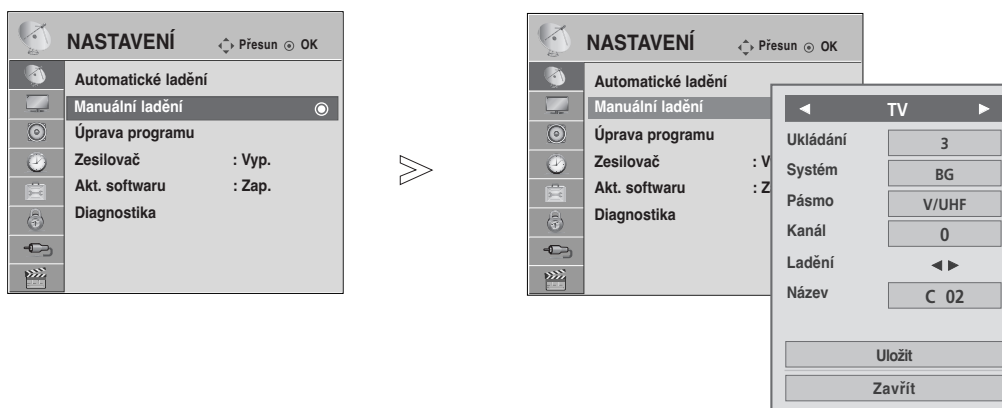 NASTAVENÍ Přesun OK
Automatické ladění
Manuální ladění
Úprava programu
Zesilovač : Vyp.
Akt. softwaru : Zap.
Diagnostika
NASTAVENÍ Přesun OK
Automatické ladění
Manuální ladění
Úprava programu
Zesilovač : V
Akt. softwaru : Z
Diagnostika
TV
Ukládání 3
Systém BG
Pásmo V/UHF
Kanál 0
Ladění
Název C 02
Uložit
Zavřít